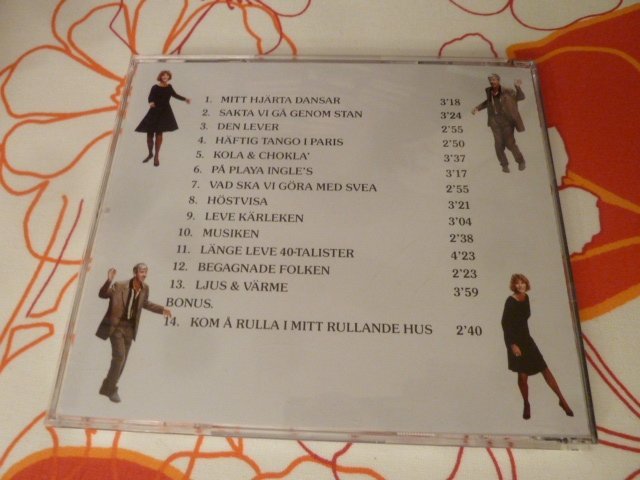 1. MITT HJÄRTA DANSAR 3'18
2. SAKTA VI GÅ GENOM STAN 3'24
3. DEN LEVER 2'55
4. HÄFTIG TANGO I PARIS 2'50
5. KOLA & CHOKLA' 3'37
6. PÅ PLAYA INGLE'S 3'17
7. VAD SKA VI GÖRA MED SVEA 2'55
8. HÖSTVISA 3'21
9. LEVE KÄRLEKEN 3'04
10. MUSIKEN 2'38
11. LÄNGE LEVE 40-TALISTER 4'23
12. BEGAGNADE FOLKEN 2'23
13. LJUS & VÄRME 3'59
BONUS.
14. KOM Å RULLA I MITT RULLANDE HUS 2'40